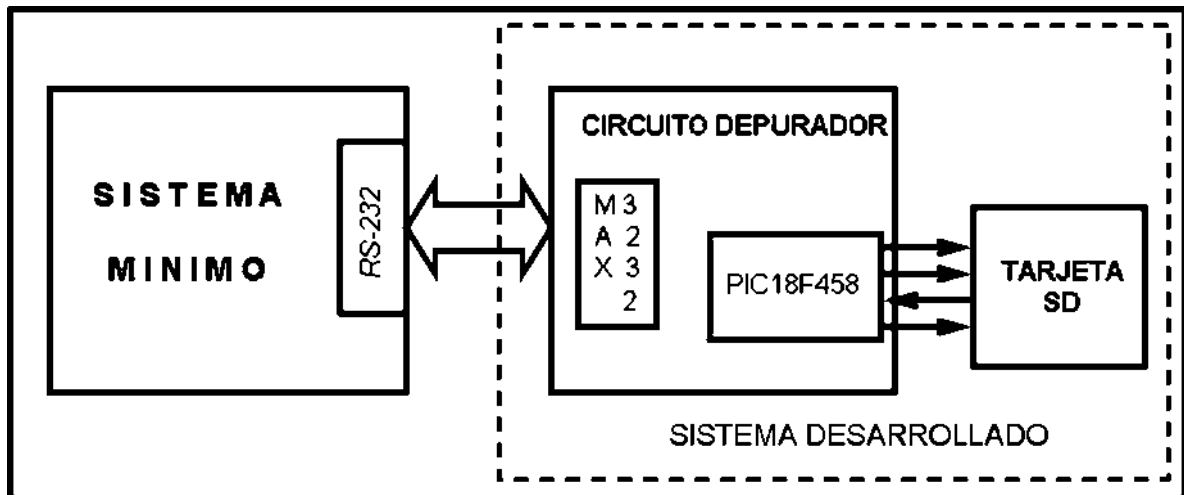 SISTEMA
MINIMO
RS-232
CIRCUITO DEPURADOR
M 3
A 2
X 3
2
PIC18F458
TARJETA
SD
SISTEMA DESARROLLADO